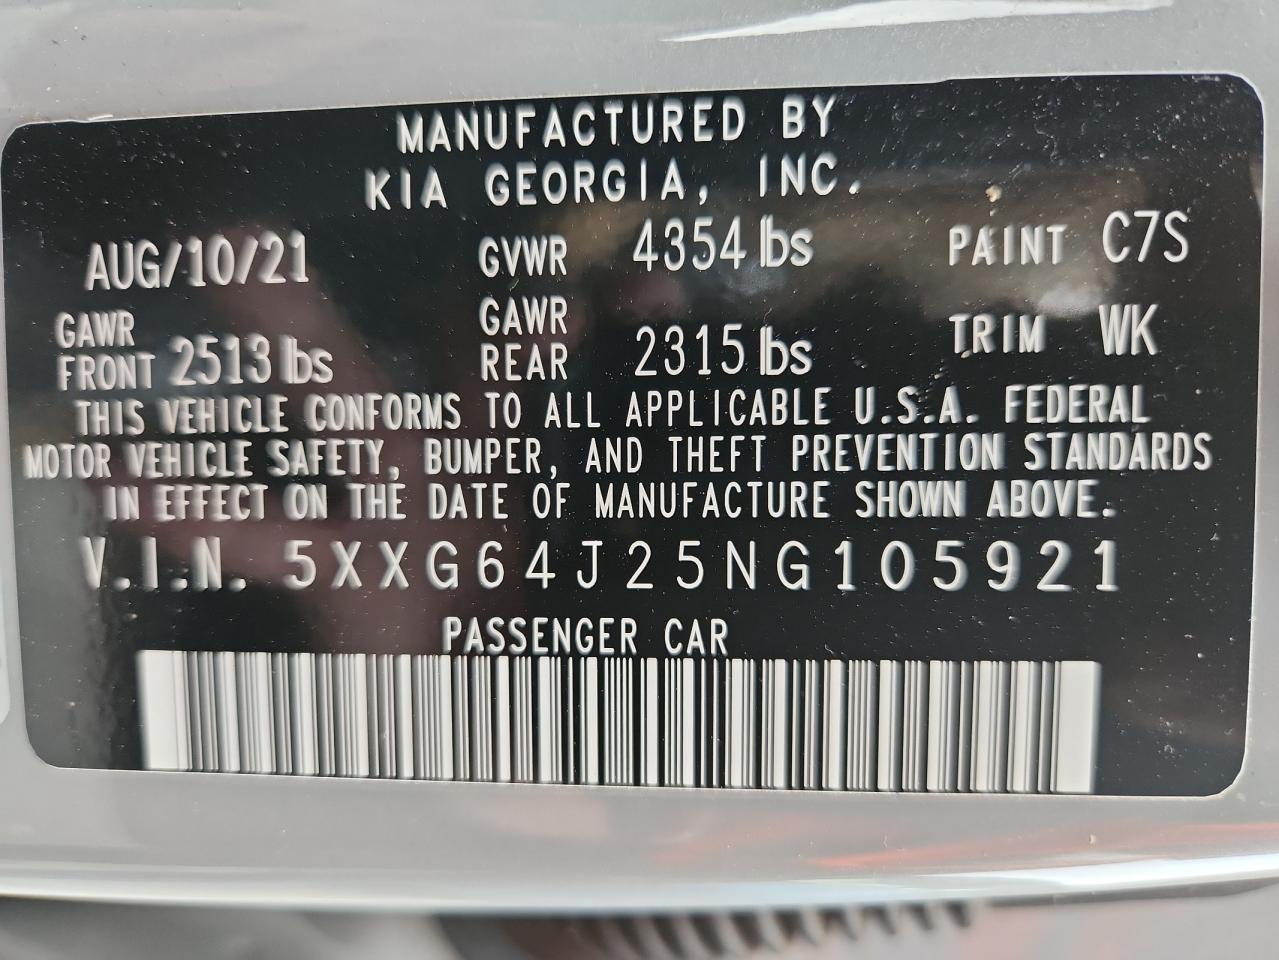 MANUFACTURED BY
KIA GEORGIA, INC.
AUG/10/21 GVWR 4354 lbs PAINT C7S
GAWR FRONT 2513 lbs GAWR REAR 2315 lbs TRIM WK
THIS VEHICLE CONFORMS TO ALL APPLICABLE U.S.A. FEDERAL
MOTOR VEHICLE SAFETY, BUMPER, AND THEFT PREVENTION STANDARDS
IN EFFECT ON THE DATE OF MANUFACTURE SHOWN ABOVE.
V.I.N. 5XXG64J25NG105921
PASSENGER CAR